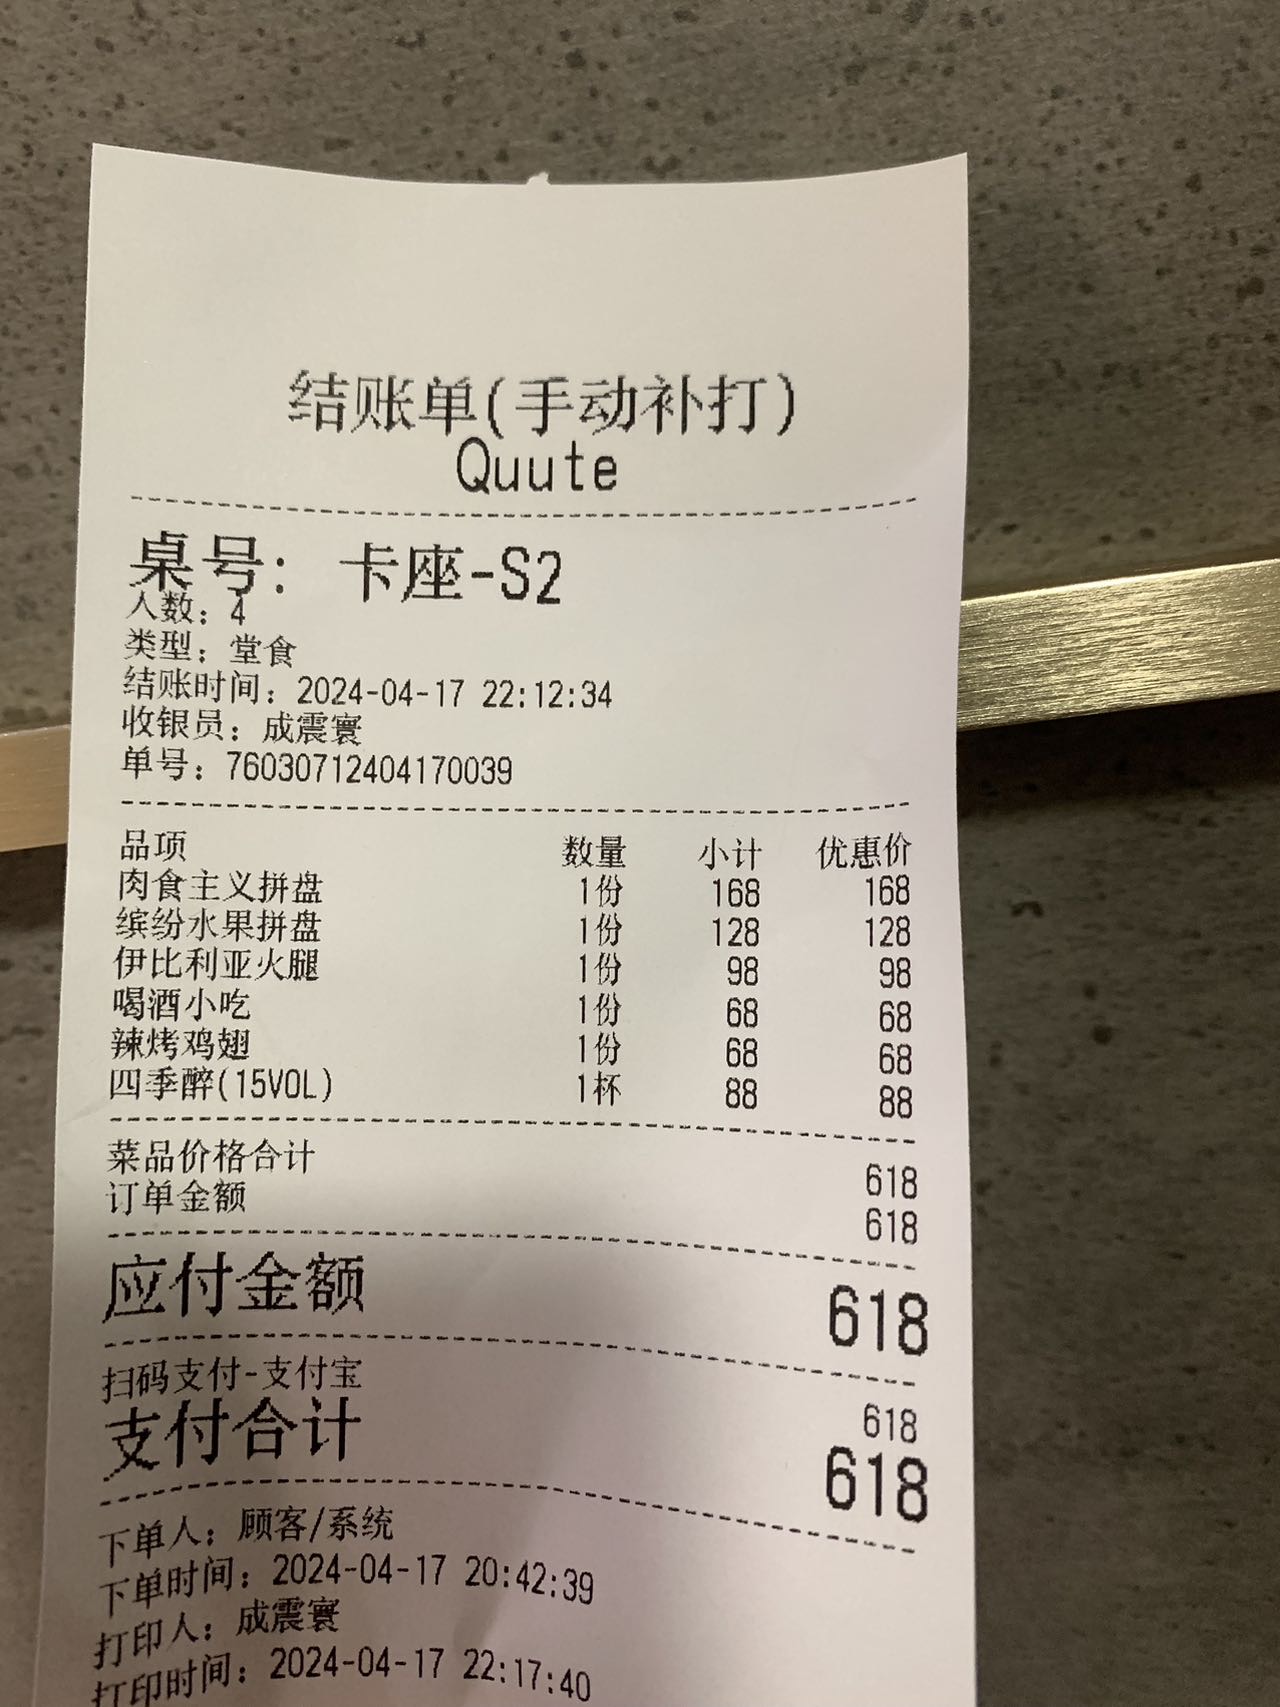 结账单(手动补打)
Quute
桌号: 卡座-S2
人数: 4
类型: 堂食
结账时间: 2024-04-17 22:12:34
收银员: 成震寰
单号: 76030712404170039
品项 数量 小计 优惠价
肉食主义拼盘 1份 168 168
缤纷水果拼盘 1份 128 128
伊比利亚火腿 1份 98 98
喝酒小吃 1份 68 68
辣烤鸡翅 1份 68 68
四季醉(15VOL) 1杯 88 88
菜品价格合计 618
订单金额 618
应付金额 618
扫码支付-支付宝 618
支付合计 618
下单人: 顾客/系统
下单时间: 2024-04-17 20:42:39
打印人: 成震寰
打印时间: 2024-04-17 22:17:40